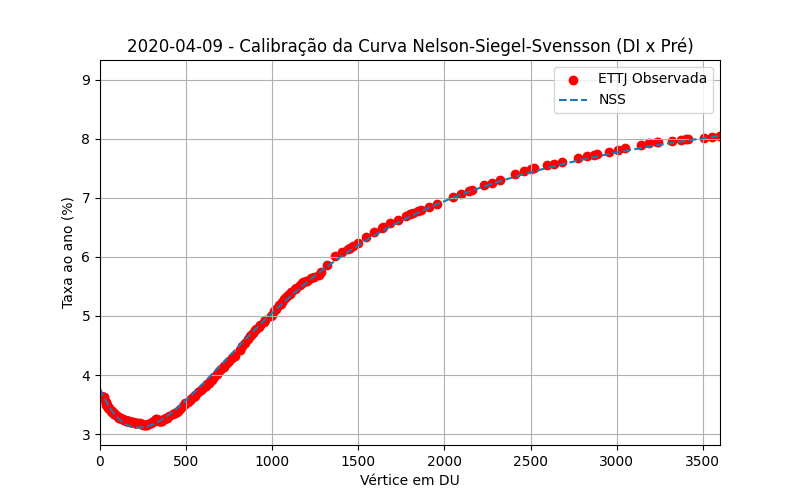 2020-04-09 - Calibração da Curva Nelson-Siegel-Svensson (DI x Pré)
ETTJ Observada
NSS
Taxa ao ano (%)
9
8
7
6
5
4
3
0 500 1000 1500 2000 2500 3000 3500
Vértice em DU